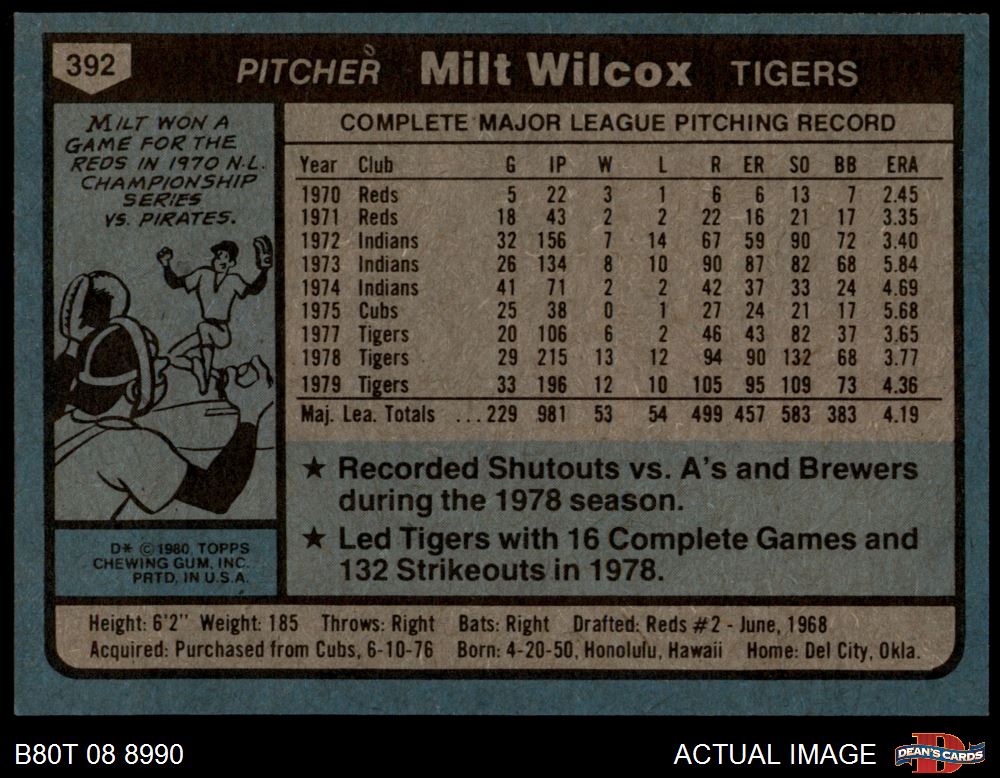 392
PITCHER Milt Wilcox TIGERS
MILT WON A
GAME FOR THE
REDS IN 1970 N.L.
CHAMPIONSHIP
SERIES
VS. PIRATES.
D* © 1980 TOPPS
CHEWING GUM, INC.
PRTD. IN U.S.A.
COMPLETE MAJOR LEAGUE PITCHING RECORD
Year Club G IP W L R ER SO BB ERA
1970 Reds 5 22 3 1 6 6 13 7 2.45
1971 Reds 18 43 2 2 22 16 21 17 3.35
1972 Indians 32 156 7 14 67 59 90 72 3.40
1973 Indians 26 134 8 10 90 87 82 68 5.84
1974 Indians 41 71 2 2 42 37 33 24 4.69
1975 Cubs 25 38 0 1 27 24 21 17 5.68
1977 Tigers 20 106 6 2 46 43 82 37 3.65
1978 Tigers 29 215 13 12 94 90 132 68 3.77
1979 Tigers 33 196 12 10 105 95 109 73 4.36
Maj. Lea. Totals ...229 981 53 54 499 457 583 383 4.19
★ Recorded Shutouts vs. A's and Brewers
during the 1978 season.
★ Led Tigers with 16 Complete Games and
132 Strikeouts in 1978.
Height: 6'2" Weight: 185 Throws: Right Bats: Right Drafted: Reds #2 - June, 1968
Acquired: Purchased from Cubs, 6-10-76 Born: 4-20-50, Honolulu, Hawaii Home: Del City, Okla.
B80T 08 8990
ACTUAL IMAGE
D
DEAN'S CARDS